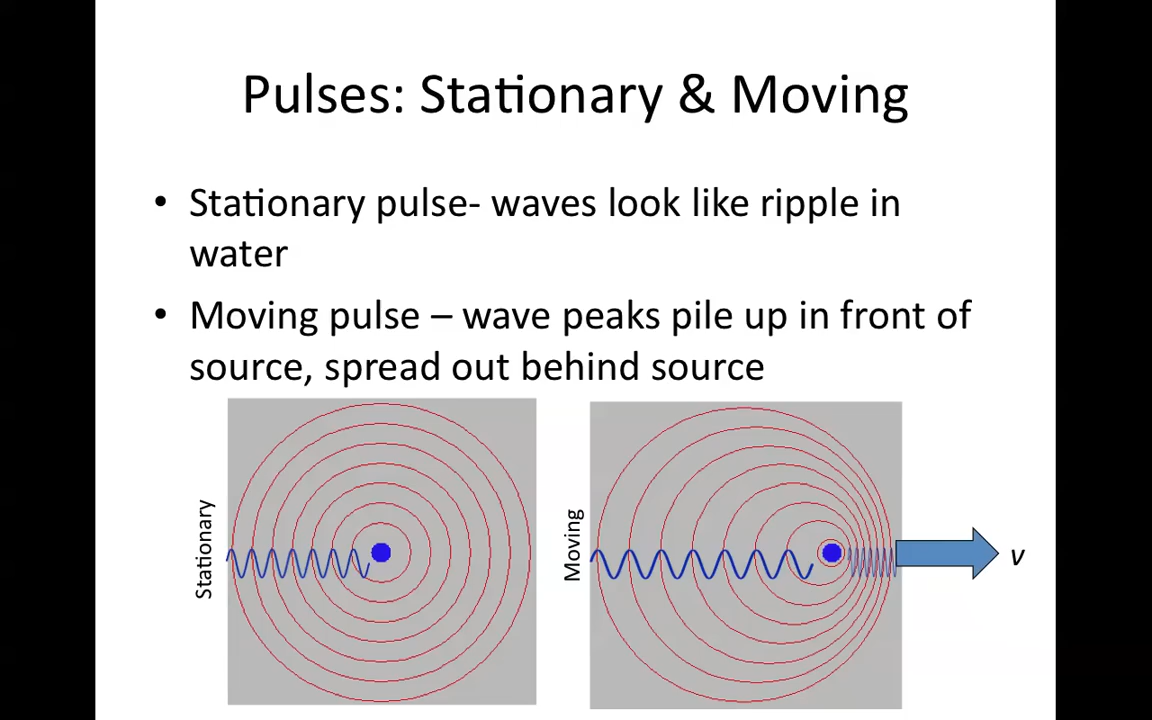 Pulses: Stationary & Moving
• Stationary pulse- waves look like ripple in
water
• Moving pulse – wave peaks pile up in front of
source, spread out behind source
Stationary
Moving
v